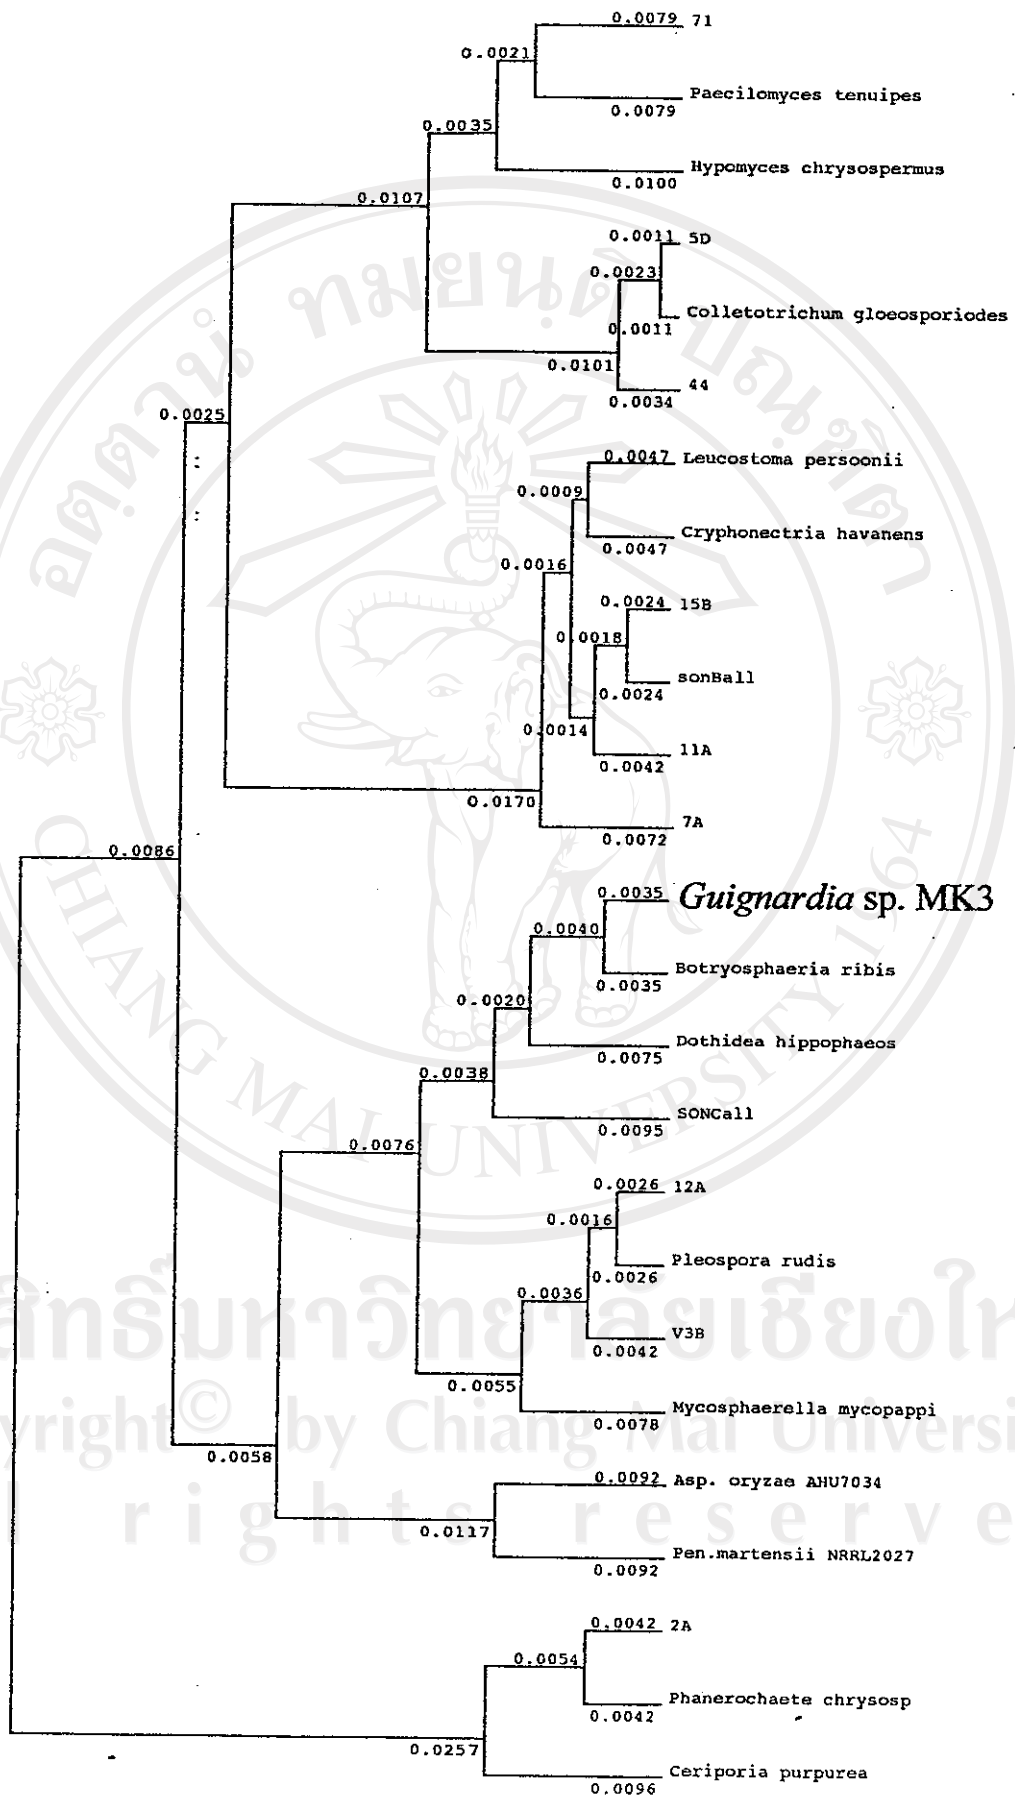 0.0079 71
0.0021
Paecilomyces tenuipes
0.0079
0.0035
Hypomyces chrysospermus
0.0100
0.0107
0.0011 5D
0.0023
Colletotrichum gloeosporiodes
0.0011
0.0101
44
0.0034
0.0025
0.0047 Leucostoma persoonii
0.0009
Cryphonectria havanens
0.0047
0.0016
0.0024 15B
0.0018
sonBall
0.0024
0.0014
11A
0.0042
0.0170
7A
0.0072
0.0086
0.0035 Guignardia sp. MK3
0.0040
Botryosphaeria ribis
0.0035
0.0020
Dothidea hippophaeos
0.0075
0.0038
SONCall
0.0095
0.0076
0.0026 12A
0.0016
Pleospora rudis
0.0026
0.0036
V3B
0.0042
0.0055
Mycosphaerella mycopappi
0.0078
0.0058
0.0092 Asp. oryzae AHU7034
0.0117
Pen.martensii NRRL2027
0.0092
0.0042 2A
0.0054
Phanerochaete chrysosp
0.0042
0.0257
Ceriporia purpurea
0.0096
CHIANG MAI UNIVERSITY 1964
by Chiang Mai
rights